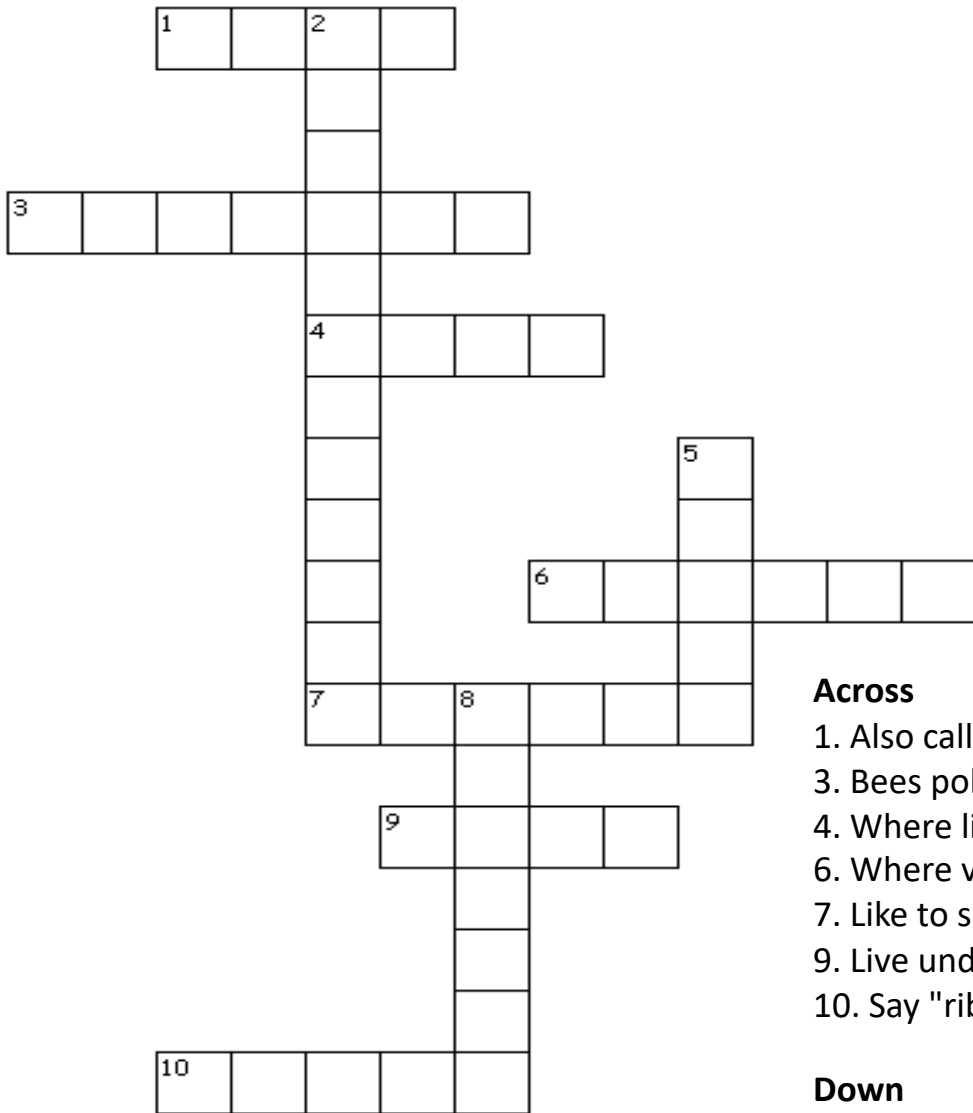 1 2
3
4
5
6
7 8
9
10
Across
1. Also call
3. Bees pol
4. Where li
6. Where v
7. Like to s
9. Live und
10. Say "rib
Down